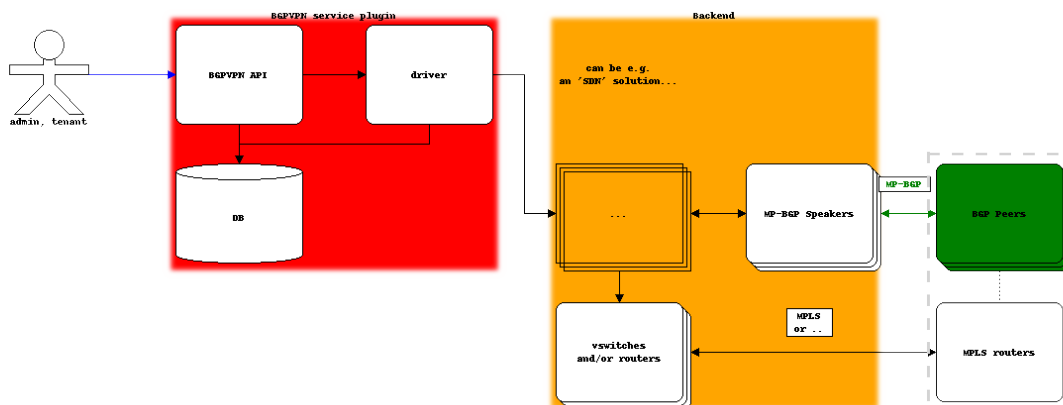 BGPVPN service plugin
Backend
BGPVPN API
driver
can be e.g.
an 'SDN' solution...
admin, tenant
MP-BGP
DB
...
MP-BGP Speakers
BGP Peers
MPLS
or ..
vswitches
and/or routers
MPLS routers